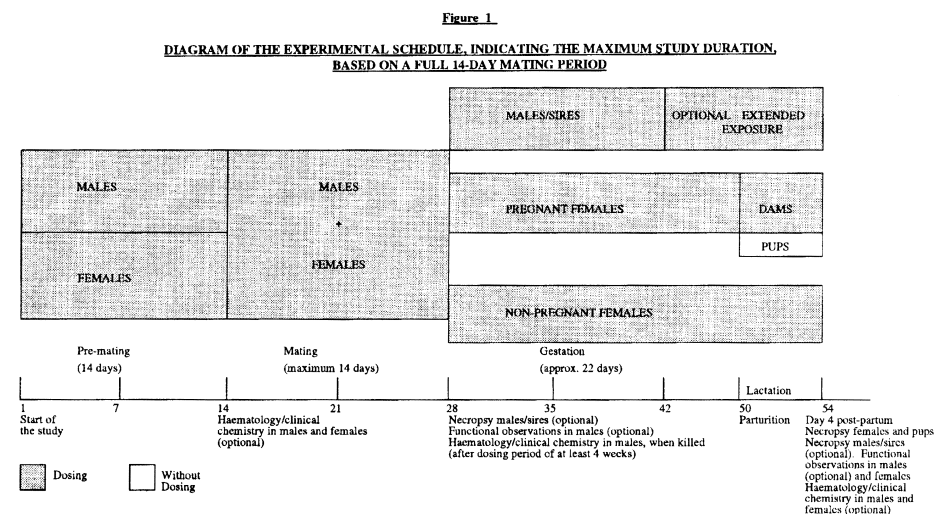 Figure 1
DIAGRAM OF THE EXPERIMENTAL SCHEDULE, INDICATING THE MAXIMUM STUDY DURATION,
BASED ON A FULL 14-DAY MATING PERIOD
MALES/SIRES
OPTIONAL EXTENDED
EXPOSURE
MALES
MALES
+
FEMALES
FEMALES
PREGNANT FEMALES
DAMS
PUPS
NON-PREGNANT FEMALES
Pre-mating
(14 days)
Mating
(maximum 14 days)
Gestation
(approx. 22 days)
Lactation
1
7
14
21
28
35
42
50
54
Start of
the study
Haematology/clinical
chemistry in males and females
(optional)
Necropsy males/sires (optional)
Functional observations in males (optional)
Haematology/clinical chemistry in males, when killed
(after dosing period of at least 4 weeks)
Parturition
Day 4 post-partum
Necropsy females and pups
Necropsy males/sires
(optional). Functional
observations in males
(optional) and females
Haematology/clinical
chemistry in males and
females (optional)
Dosing
Without
Dosing